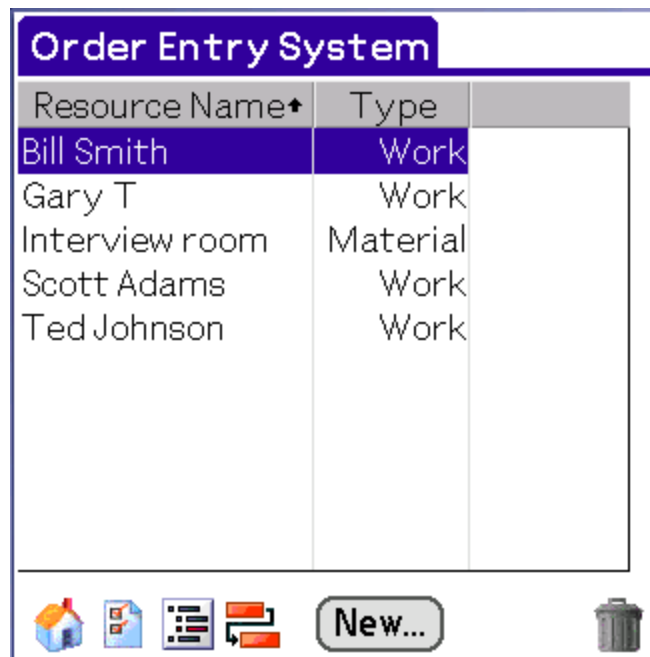 Order Entry System
Resource Name Type
Bill Smith Work
Gary T Work
Interview room Material
Scott Adams Work
Ted Johnson Work
New...